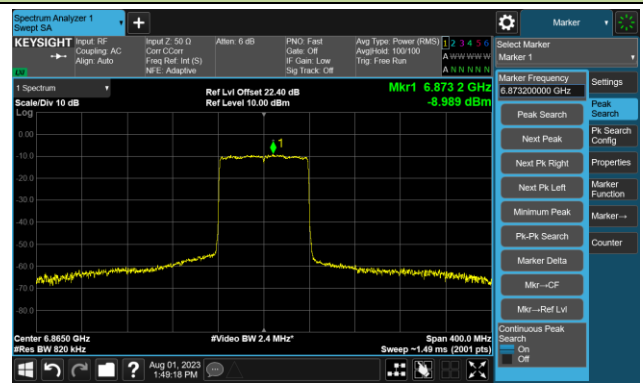 Spectrum Analyzer 1
Swept SA
Marker
KEYSIGHT
Input: RF
Coupling: AC
Align: Auto
Input Z: 50 Ω
Corr CCorr
Freq Ref: Int (S)
NFE: Adaptive
Atten: 6 dB
PNO: Fast
Gate: Off
IF Gain: Low
Sig Track: Off
Avg Type: Power (RMS)
Avg|Hold: 100/100
Trig: Free Run
1 2 3 4 5 6
A W W W W W
A N N N N N
LW
Select Marker
Marker 1
1 Spectrum
Scale/Div 10 dB
Log
Ref Lvl Offset 22.40 dB
Ref Level 10.00 dBm
Mkr1 6.873 2 GHz
-8.989 dBm
0.00
-10.0
-20.0
-30.0
-40.0
-50.0
-60.0
-70.0
-80.0
1
Center 6.8650 GHz
#Res BW 820 kHz
#Video BW 2.4 MHz*
Span 400.0 MHz
Sweep ~1.49 ms (2001 pts)
Marker Frequency
6.873200000 GHz
Peak Search
Next Peak
Next Pk Right
Next Pk Left
Minimum Peak
Pk-Pk Search
Marker Delta
Mkr→CF
Mkr→Ref Lvl
Continuous Peak
Search
On
Off
Settings
Peak
Search
Pk Search
Config
Properties
Marker
Function
Marker→
Counter
?
Aug 01, 2023
1:49:18 PM